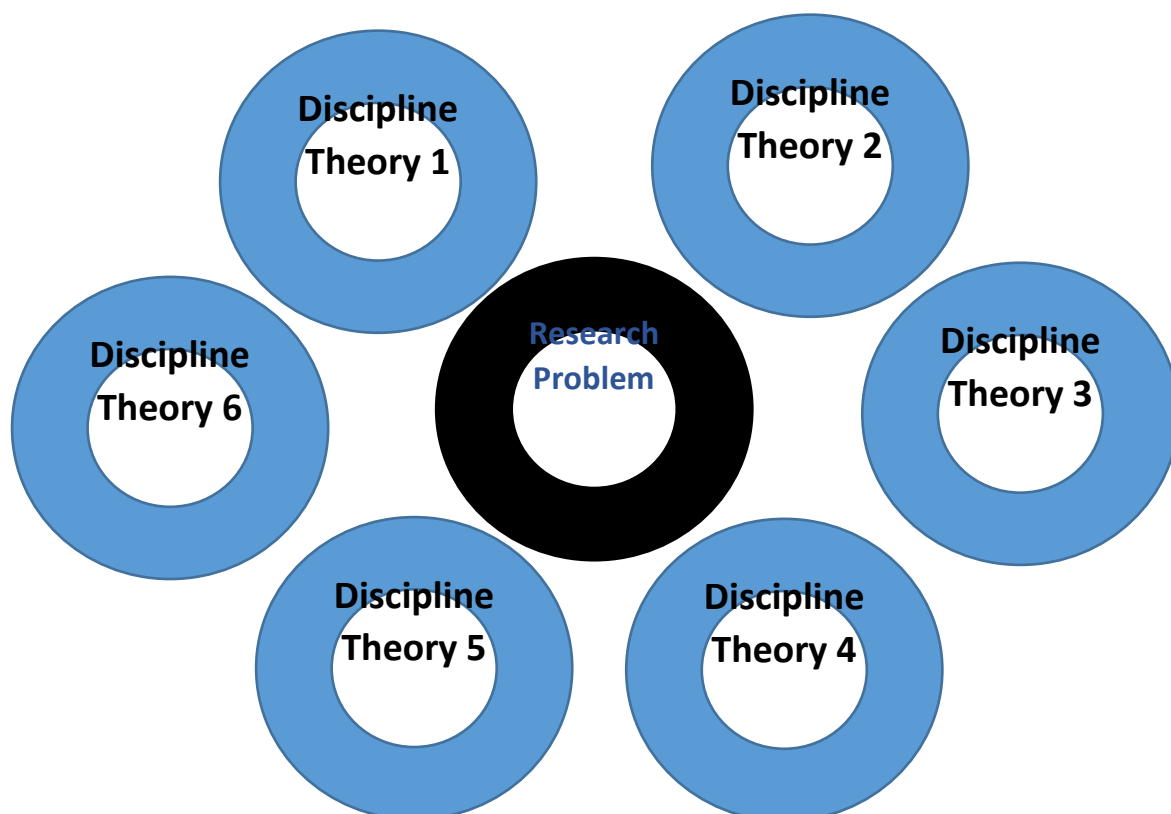 Discipline
Theory 1
Discipline
Theory 2
Discipline
Theory 3
Discipline
Theory 4
Discipline
Theory 5
Discipline
Theory 6
Research
Problem